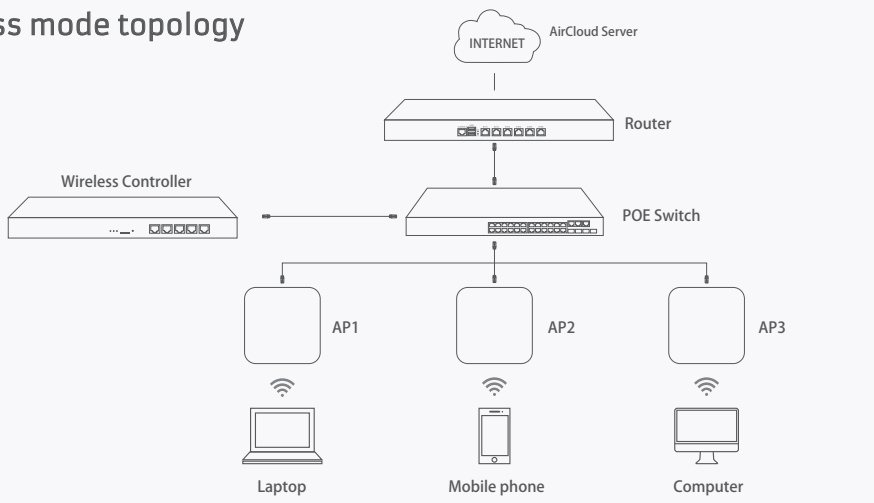 ss mode topology
INTERNET
AirCloud Server
Router
Wireless Controller
POE Switch
AP1
AP2
AP3
Laptop
Mobile phone
Computer